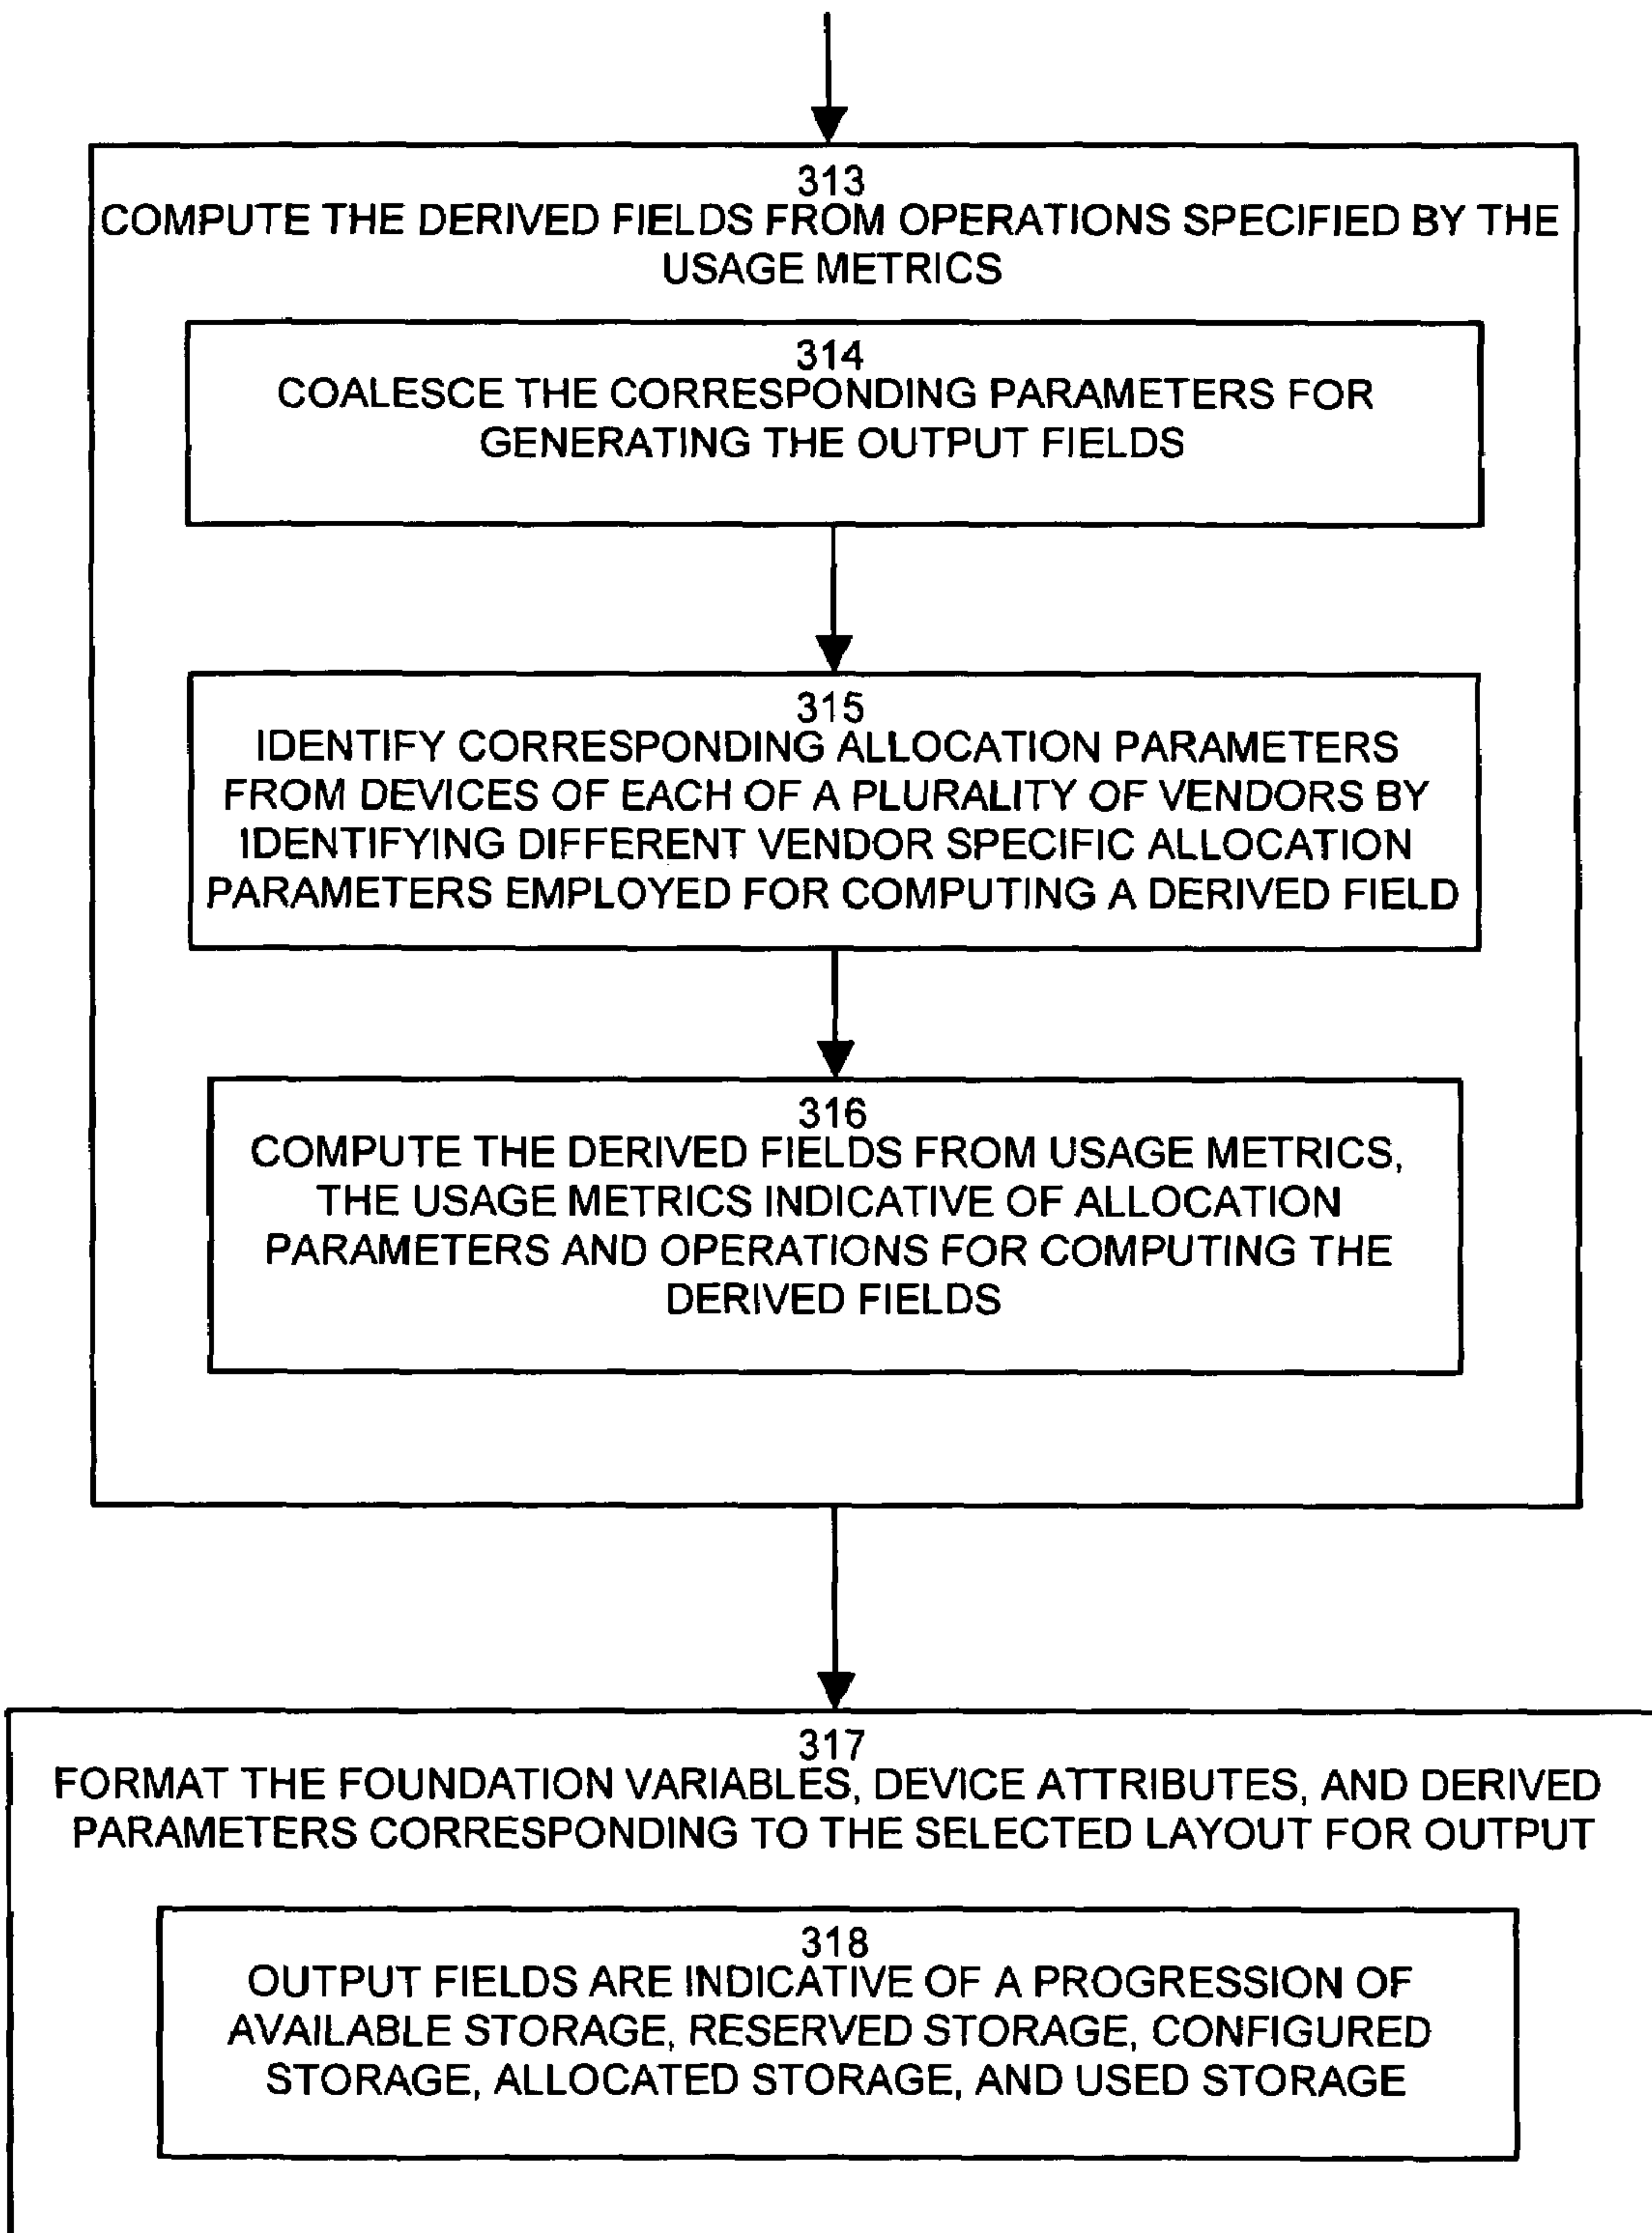 313
COMPUTE THE DERIVED FIELDS FROM OPERATIONS SPECIFIED BY THE
USAGE METRICS
314
COALESCE THE CORRESPONDING PARAMETERS FOR
GENERATING THE OUTPUT FIELDS
315
IDENTIFY CORRESPONDING ALLOCATION PARAMETERS
FROM DEVICES OF EACH OF A PLURALITY OF VENDORS BY
IDENTIFYING DIFFERENT VENDOR SPECIFIC ALLOCATION
PARAMETERS EMPLOYED FOR COMPUTING A DERIVED FIELD
316
COMPUTE THE DERIVED FIELDS FROM USAGE METRICS,
THE USAGE METRICS INDICATIVE OF ALLOCATION
PARAMETERS AND OPERATIONS FOR COMPUTING THE
DERIVED FIELDS
317
FORMAT THE FOUNDATION VARIABLES, DEVICE ATTRIBUTES, AND DERIVED
PARAMETERS CORRESPONDING TO THE SELECTED LAYOUT FOR OUTPUT
318
OUTPUT FIELDS ARE INDICATIVE OF A PROGRESSION OF
AVAILABLE STORAGE, RESERVED STORAGE, CONFIGURED
STORAGE, ALLOCATED STORAGE, AND USED STORAGE